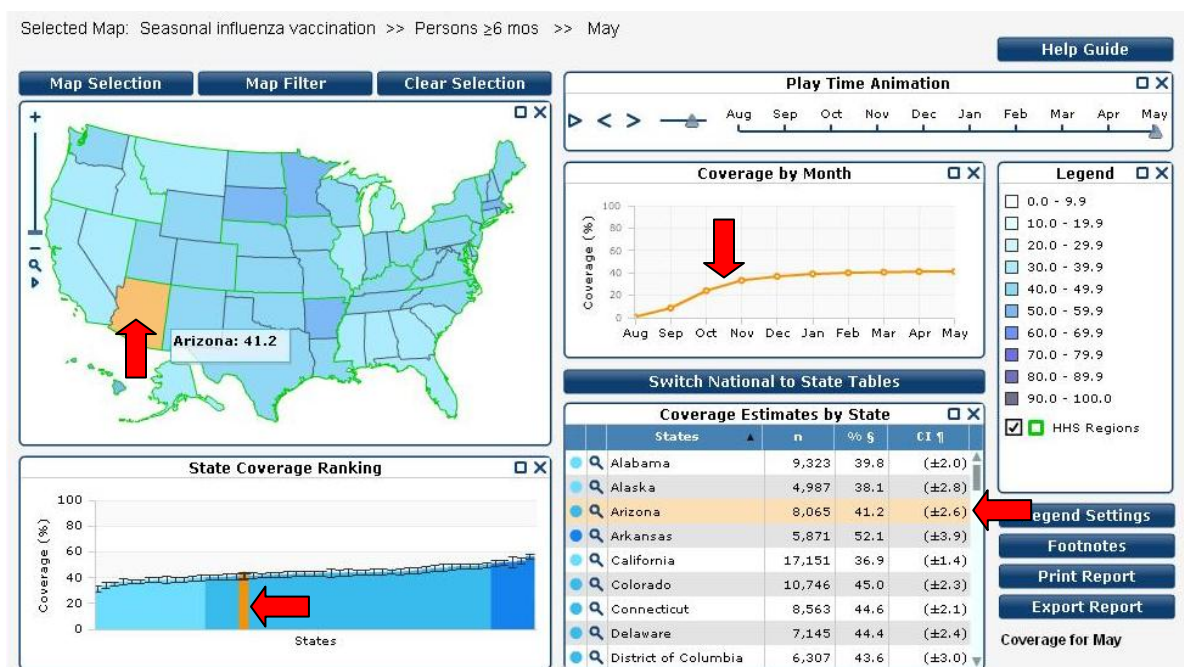 Selected Map: Seasonal influenza vaccination >> Persons ≥6 mos >> May
Help Guide
Map Selection
Map Filter
Clear Selection
Play Time Animation
Aug Sep Oct Nov Dec Jan Feb Mar Apr May
Arizona: 41.2
Coverage by Month
Coverage (%)
100
80
60
40
20
0
Aug Sep Oct Nov Dec Jan Feb Mar Apr May
Legend
0.0 - 9.9
10.0 - 19.9
20.0 - 29.9
30.0 - 39.9
40.0 - 49.9
50.0 - 59.9
60.0 - 69.9
70.0 - 79.9
80.0 - 89.9
90.0 - 100.0
HHS Regions
Switch National to State Tables
Coverage Estimates by State
States n % § CI ¶
Alabama 9,323 39.8 (±2.0)
Alaska 4,987 38.1 (±2.8)
Arizona 8,065 41.2 (±2.6)
Arkansas 5,871 52.1 (±3.9)
California 17,151 36.9 (±1.4)
Colorado 10,746 45.0 (±2.3)
Connecticut 8,563 44.6 (±2.1)
Delaware 7,145 44.4 (±2.4)
District of Columbia 6,307 43.6 (±3.0)
State Coverage Ranking
Coverage (%)
100
80
60
40
20
0
States
egend Settings
Footnotes
Print Report
Export Report
Coverage for May